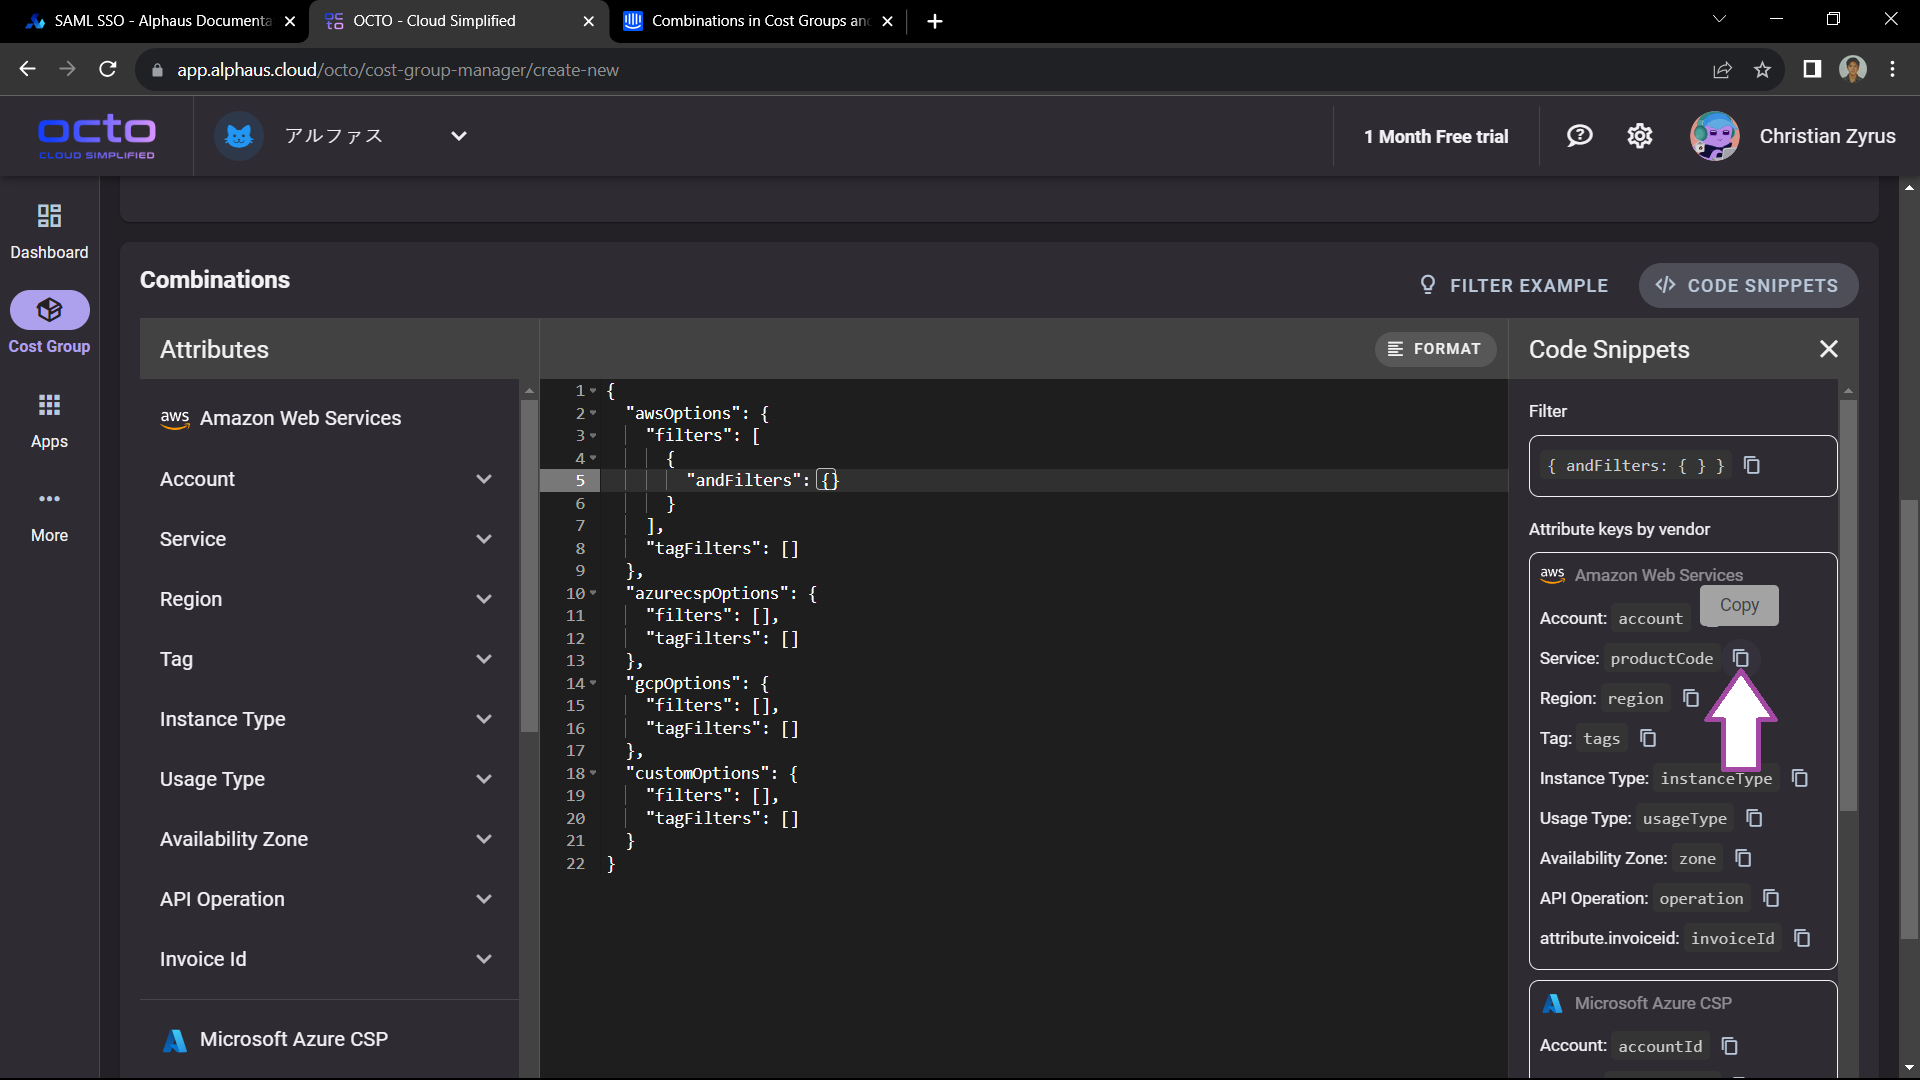 SAML SSO - Alphaus Documenta
OCTO - Cloud Simplified
Combinations in Cost Groups an
app.alphaus.cloud/octo/cost-group-manager/create-new
octo
CLOUD SIMPLIFIED
アルファス
1 Month Free trial
Christian Zyrus
Dashboard
Cost Group
Apps
More
Combinations
FILTER EXAMPLE
CODE SNIPPETS
Attributes
FORMAT
Code Snippets
aws Amazon Web Services
Account
Service
Region
Tag
Instance Type
Usage Type
Availability Zone
API Operation
Invoice Id
Microsoft Azure CSP
1 {
2 "awsOptions": {
3 "filters": [
4 {
5 "andFilters": {}
6 }
7 ],
8 "tagFilters": []
9 },
10 "azurecspOptions": {
11 "filters": [],
12 "tagFilters": []
13 },
14 "gcpOptions": {
15 "filters": [],
16 "tagFilters": []
17 },
18 "customOptions": {
19 "filters": [],
20 "tagFilters": []
21 }
22 }
Filter
{ andFilters: { } }
Attribute keys by vendor
aws Amazon Web Services
Copy
Account: account
Service: productCode
Region: region
Tag: tags
Instance Type: instanceType
Usage Type: usageType
Availability Zone: zone
API Operation: operation
attribute.invoiceid: invoiceId
Microsoft Azure CSP
Account: accountId